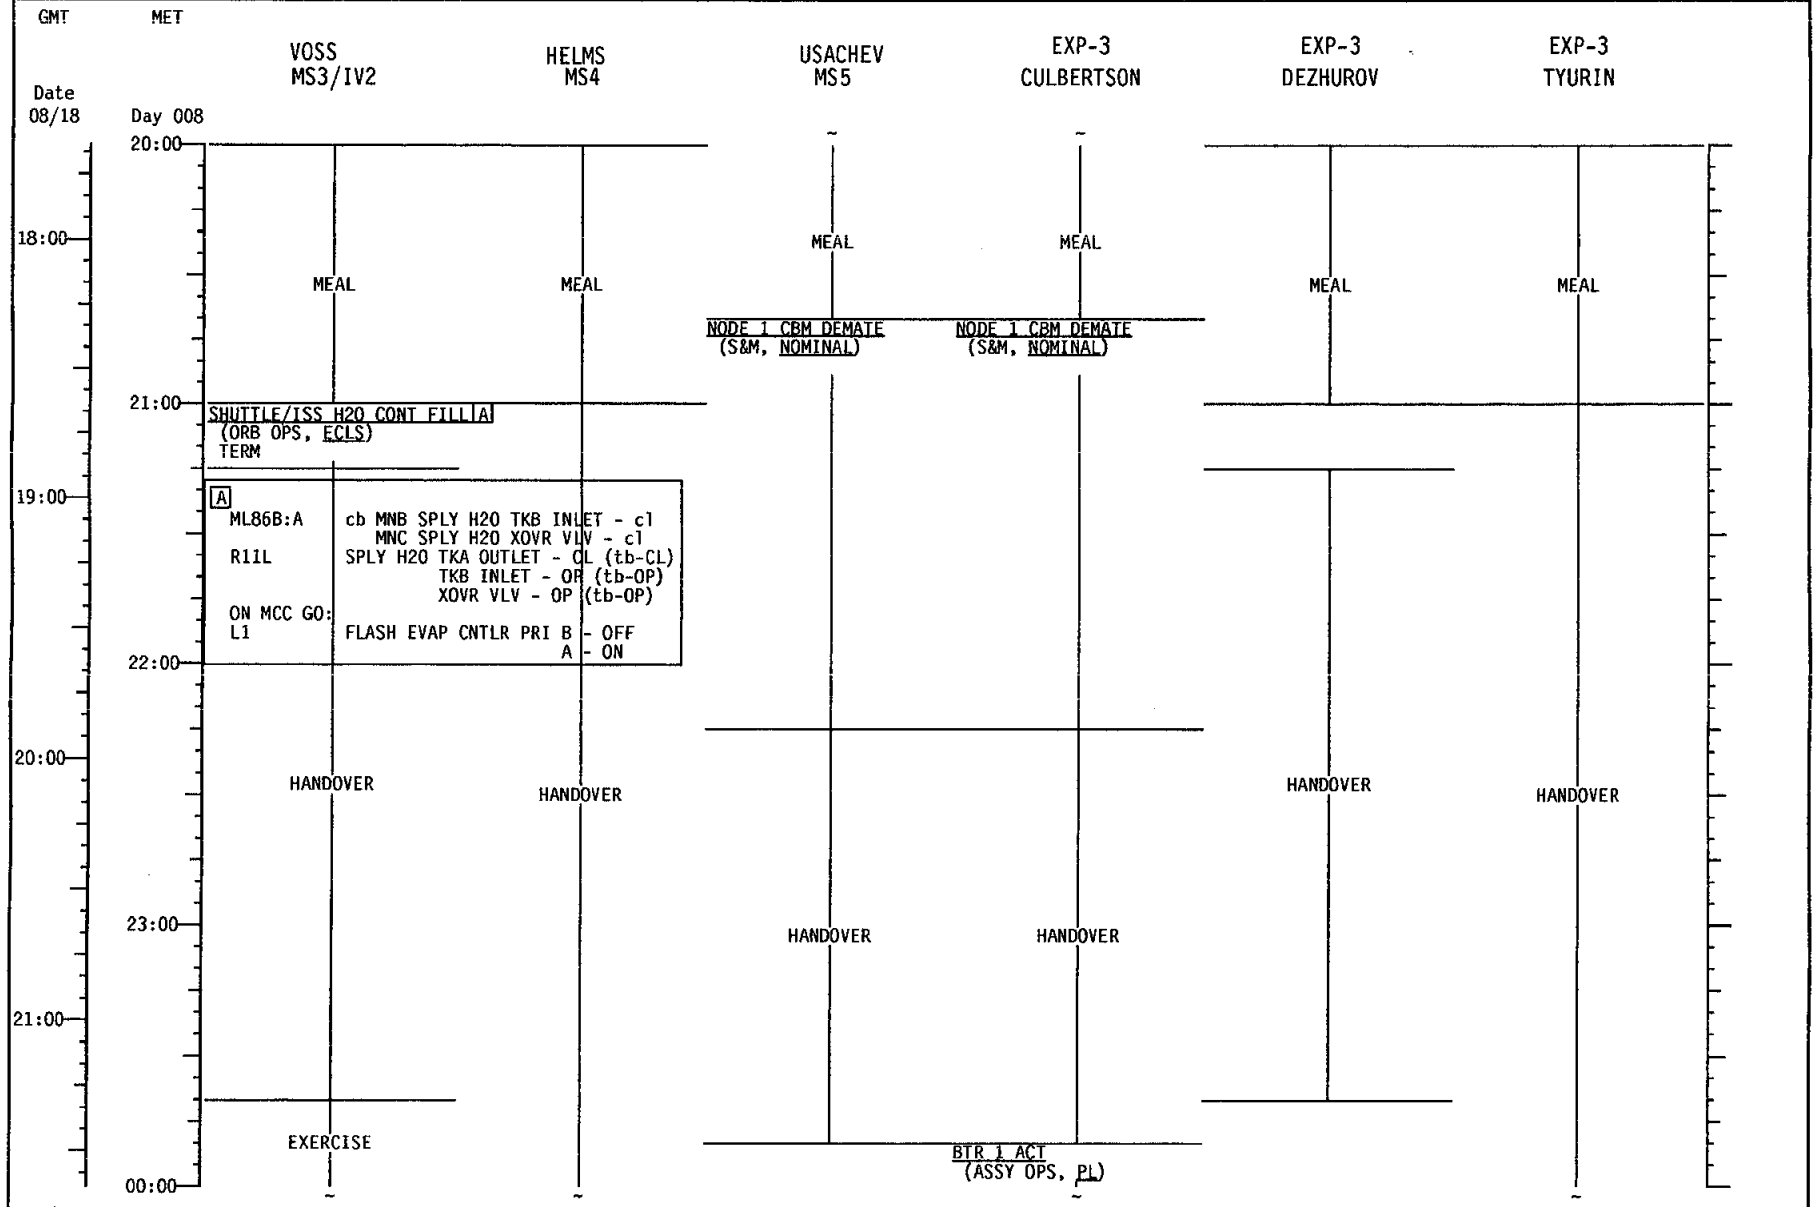 GMT MET
VOSS HELMS USACHEV EXP-3 EXP-3 EXP-3
MS3/IV2 MS4 MS5 CULBERTSON DEZHUROV TYURIN
Date
08/18 Day 008
~ ~
20:00
18:00 MEAL MEAL
MEAL MEAL MEAL MEAL
NODE 1 CBM DEMATE NODE 1 CBM DEMATE
(S&M, NOMINAL) (S&M, NOMINAL)
21:00
SHUTTLE/ISS H2O CONT FILL A
(ORB OPS, ECLS)
TERM
19:00 A
ML86B:A cb MNB SPLY H2O TKB INLET - cl
MNC SPLY H2O XOVR VLV - cl
R11L SPLY H2O TKA OUTLET - CL (tb-CL)
TKB INLET - OP (tb-OP)
XOVR VLV - OP (tb-OP)
ON MCC GO:
L1 FLASH EVAP CNTLR PRI B - OFF
A - ON
22:00
20:00
HANDOVER HANDOVER HANDOVER HANDOVER
23:00
HANDOVER HANDOVER
21:00
EXERCISE
BTR 1 ACT
(ASSY OPS, PL)
00:00
~ ~ ~ ~